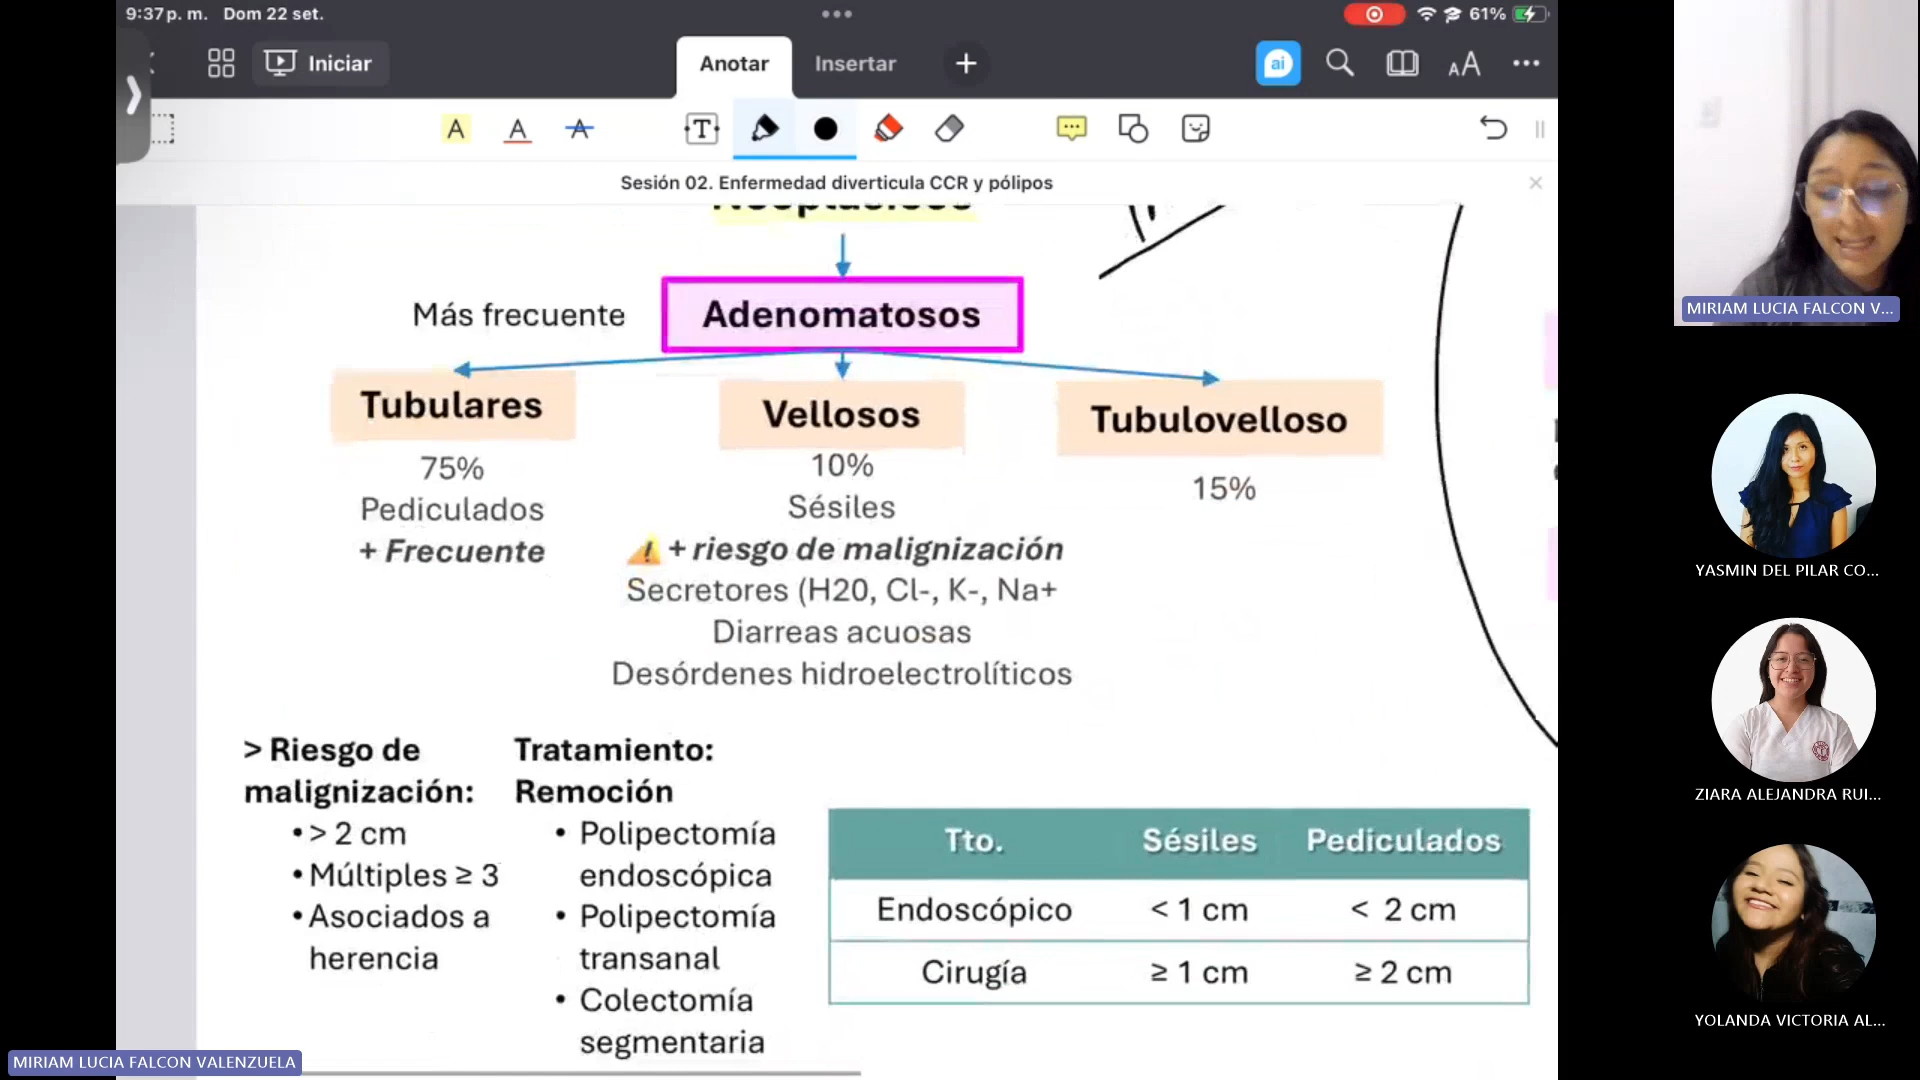 9:37 p. m. Dom 22 set.
61%
Iniciar
Anotar
Insertar
ai
AA
A A A
T
Sesión 02. Enfermedad diverticula CCR y pólipos
Neoplásicos
Más frecuente
Adenomatosos
Tubulares
75%
Pediculados
+ Frecuente
Vellosos
10%
Sésiles
+ riesgo de malignización
Secretores (H20, Cl-, K-, Na+
Diarreas acuosas
Desórdenes hidroelectrolíticos
Tubulovelloso
15%
> Riesgo de
malignización:
• > 2 cm
• Múltiples ≥ 3
• Asociados a
herencia
Tratamiento:
Remoción
• Polipectomía
endoscópica
• Polipectomía
transanal
• Colectomía
segmentaria
Tto. Sésiles Pediculados
Endoscópico < 1 cm < 2 cm
Cirugía ≥ 1 cm ≥ 2 cm
MIRIAM LUCIA FALCON V...
YASMIN DEL PILAR CO...
ZIARA ALEJANDRA RUI...
YOLANDA VICTORIA AL...
MIRIAM LUCIA FALCON VALENZUELA